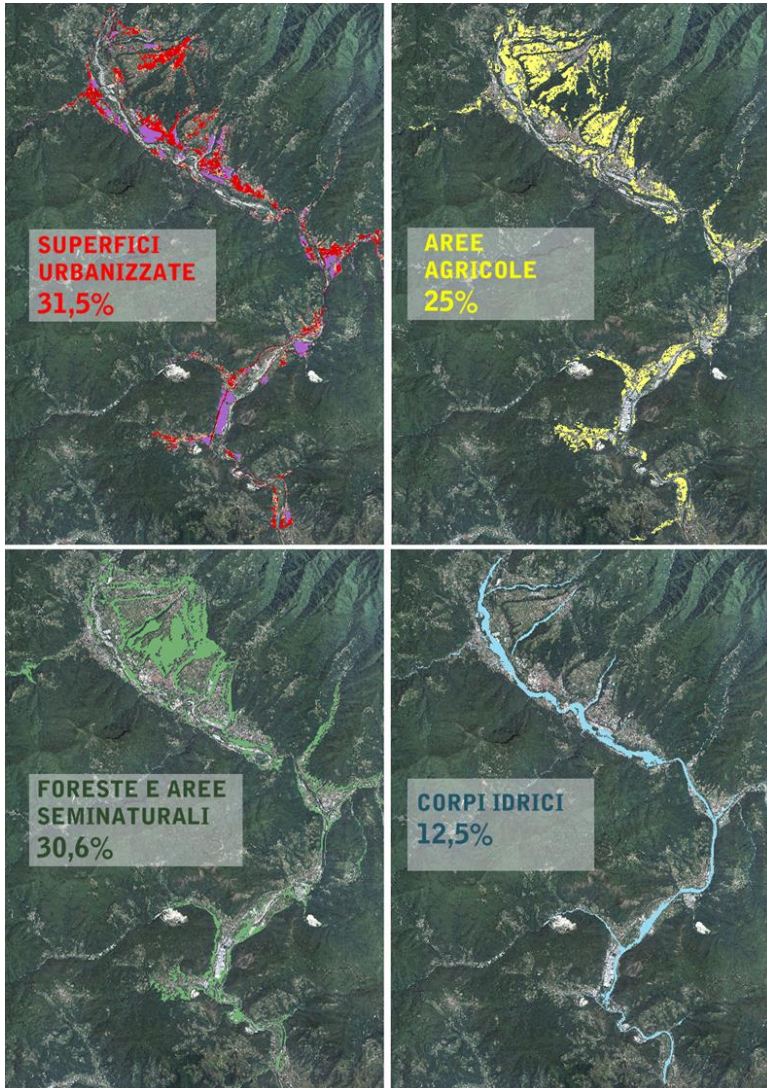 SUPERFICI
URBANIZZATE
31,5%
AREE
AGRICOLE
25%
FORESTE E AREE
SEMINATURALI
30,6%
CORPI IDRICI
12,5%